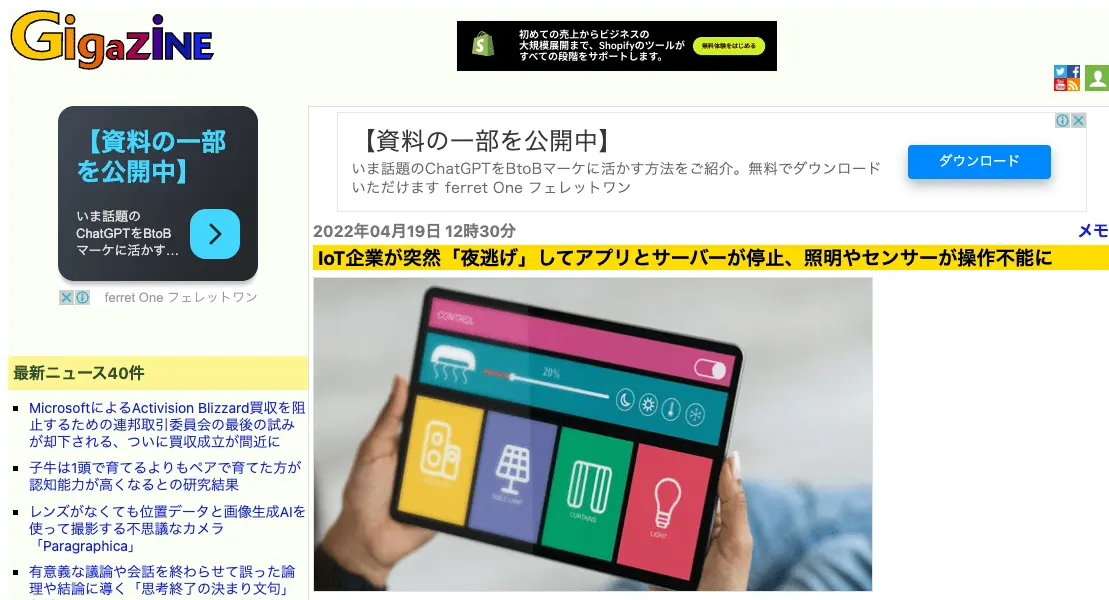 GigaZiNE
初めての売上からビジネスの
大規模展開まで、Shopifyのツールが
すべての段階をサポートします。
無料体験をはじめる
【資料の一部
を公開中】
いま話題の
ChatGPTをBtoB
マーケに活かす…
ferret One フェレットワン
【資料の一部を公開中】
いま話題のChatGPTをBtoBマーケに活かす方法をご紹介。無料でダウンロード
いただけます ferret One フェレットワン
ダウンロード
2022年04月19日 12時30分
メモ
IoT企業が突然「夜逃げ」してアプリとサーバーが停止、照明やセンサーが操作不能に
CONTROL
20%
TABLE LAMP
CURTAINS
LIGHT
最新ニュース40件
MicrosoftによるActivision Blizzard買収を阻
止するための連邦取引委員会の最後の試み
が却下される、ついに買収成立が間近に
子牛は1頭で育てるよりもペアで育てた方が
認知能力が高くなるとの研究結果
レンズがなくても位置データと画像生成AIを
使って撮影する不思議なカメラ
「Paragraphica」
有意義な議論や会話を終わらせて誤った論
理や結論に導く「思考終了の決まり文句」